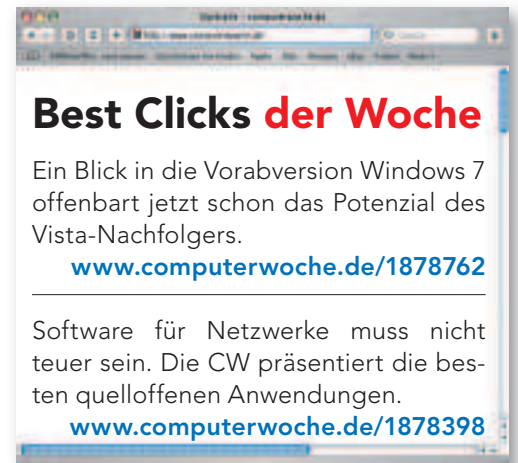 Best Clicks der Woche
Ein Blick in die Vorabversion Windows 7
offenbart jetzt schon das Potenzial des
Vista-Nachfolgers.
www.computerwoche.de/1878762
Software für Netzwerke muss nicht
teuer sein. Die CW präsentiert die bes-
ten quelloffenen Anwendungen.
www.computerwoche.de/1878398